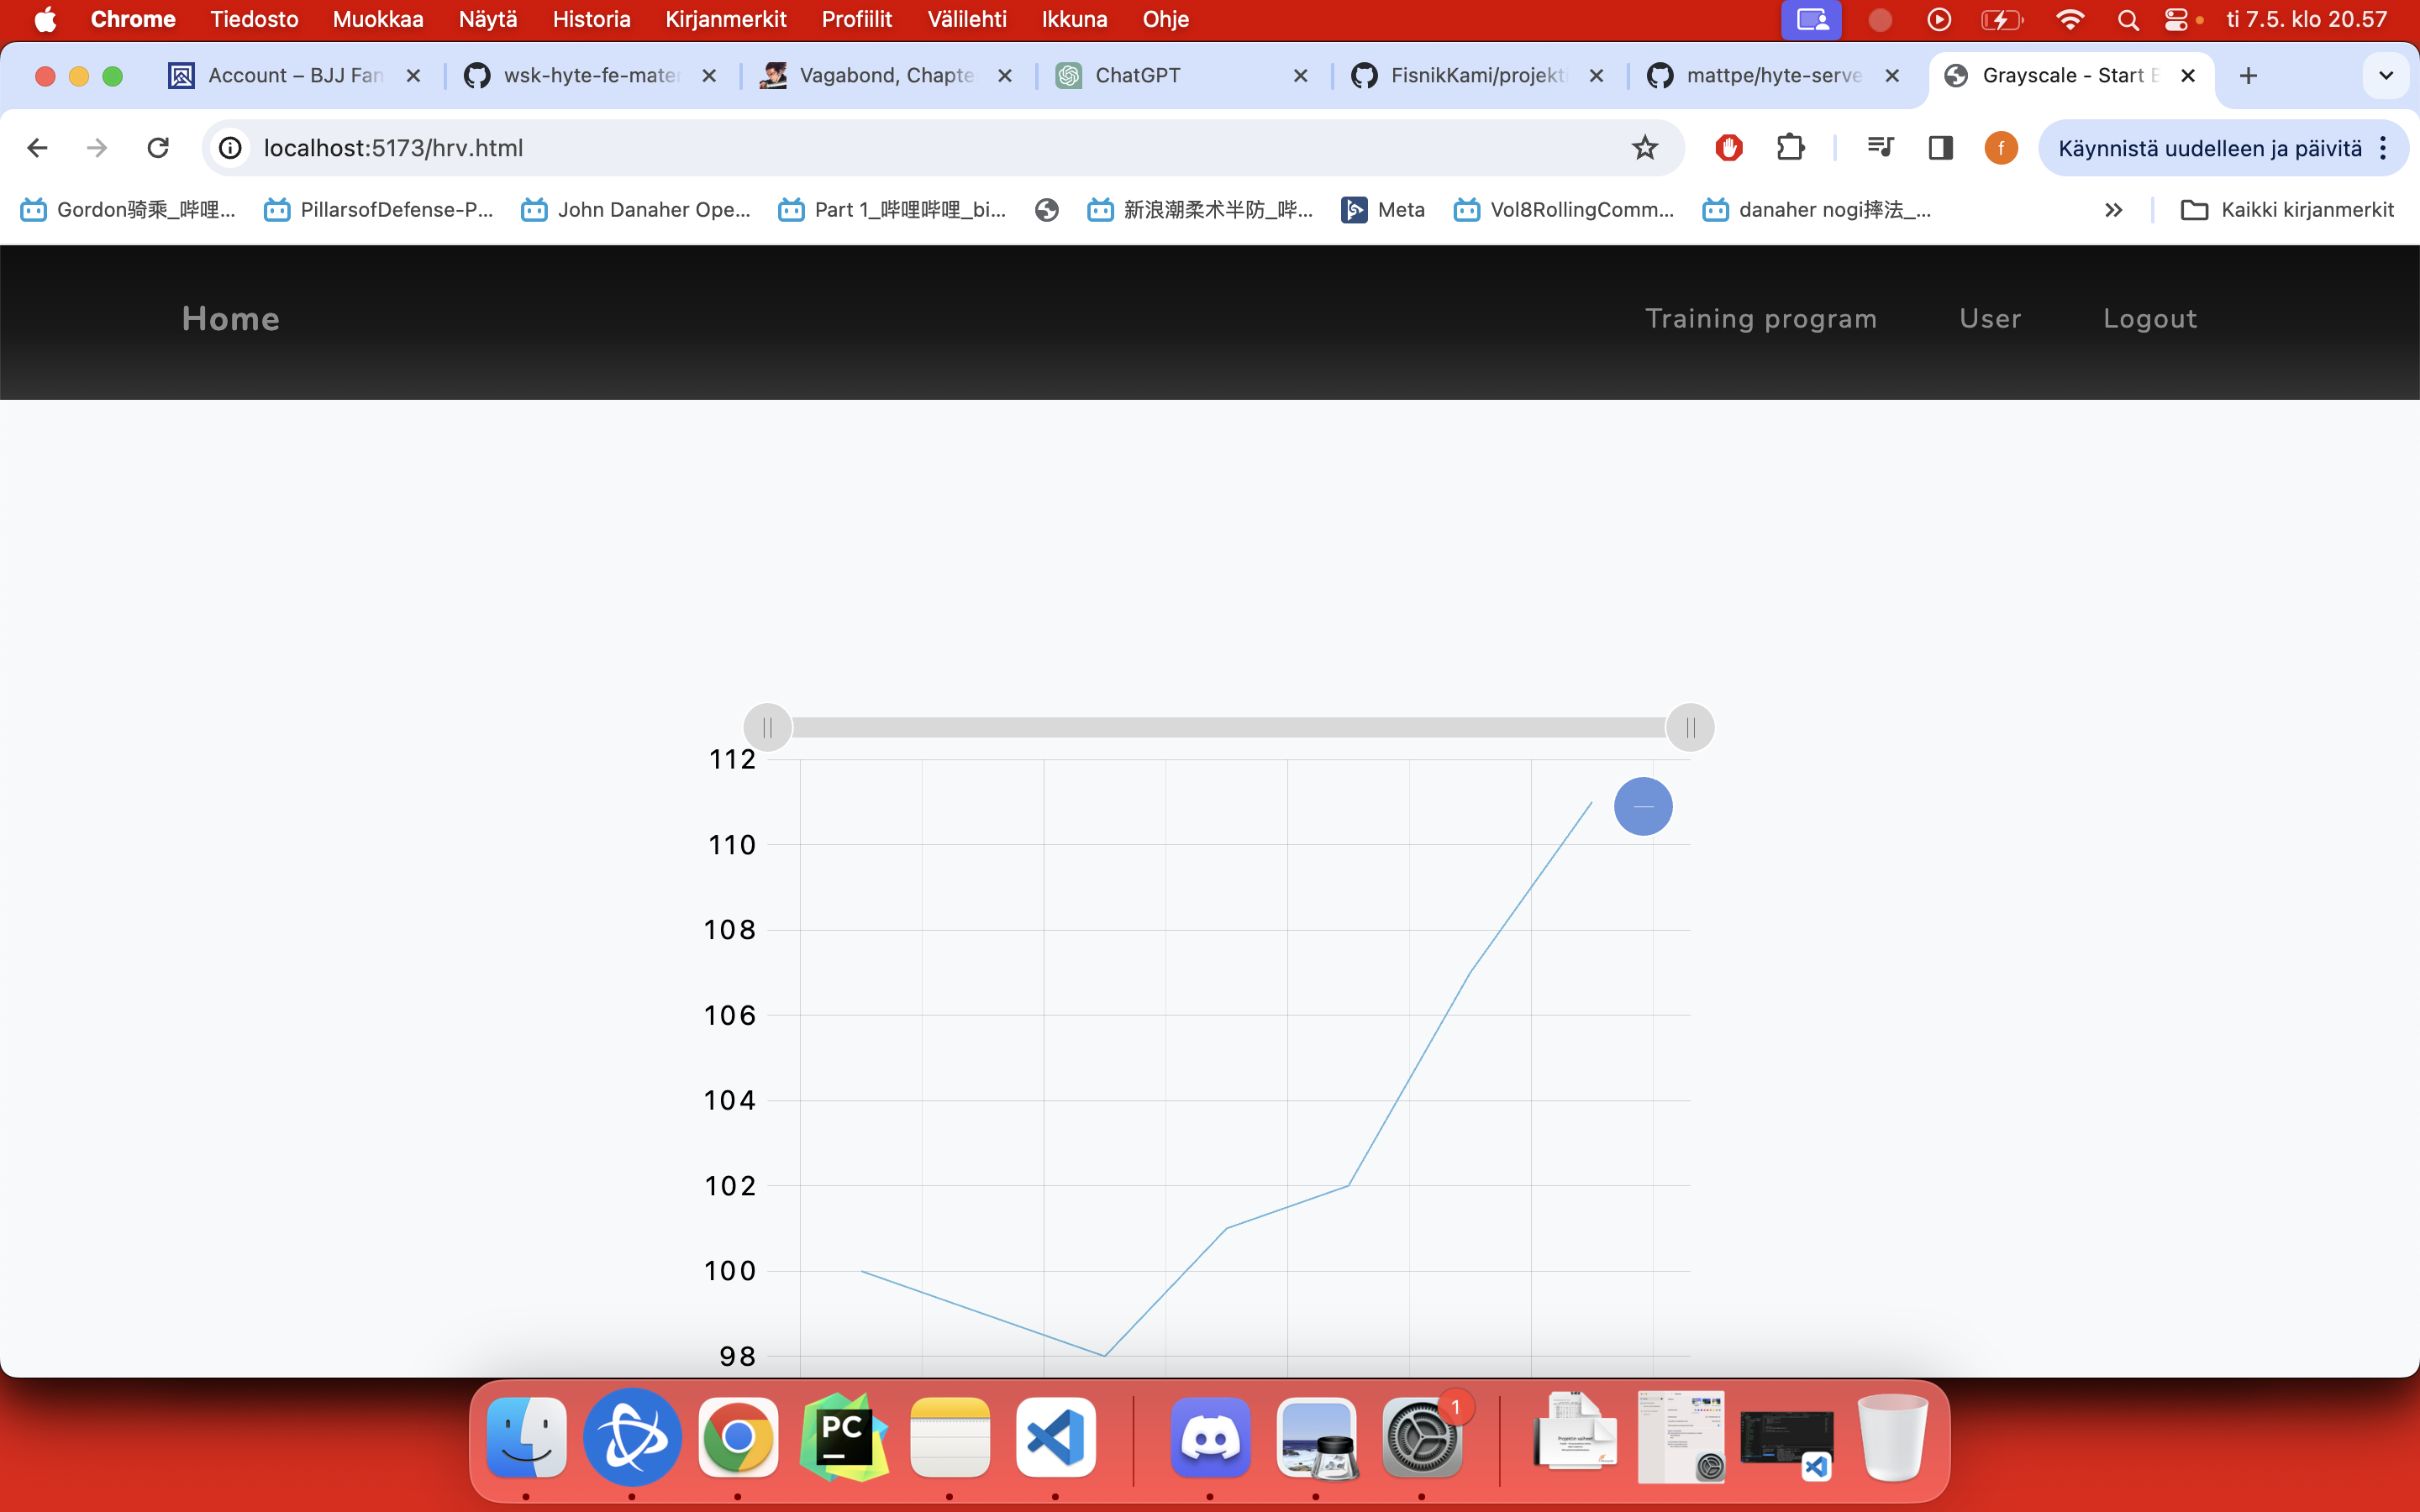 Chrome Tiedosto Muokkaa Näytä Historia Kirjanmerkit Profiilit Välilehti Ikkuna Ohje ti 7.5. klo 20.57
Account – BJJ Fan wsk-hyte-fe-mater Vagabond, Chapte ChatGPT FisnikKami/projekti mattpe/hyte-serve Grayscale - Start B
localhost:5173/hrv.html f Käynnistä uudelleen ja päivitä
Gordon骑乘_哔哩... PillarsofDefense-P... John Danaher Ope... Part 1_哔哩哔哩_bi... 新浪潮柔术半防_哔... Meta Vol8RollingComm... danaher nogi摔法_... Kaikki kirjanmerkit
Home Training program User Logout
112
110
108
106
104
102
100
98
PC 1